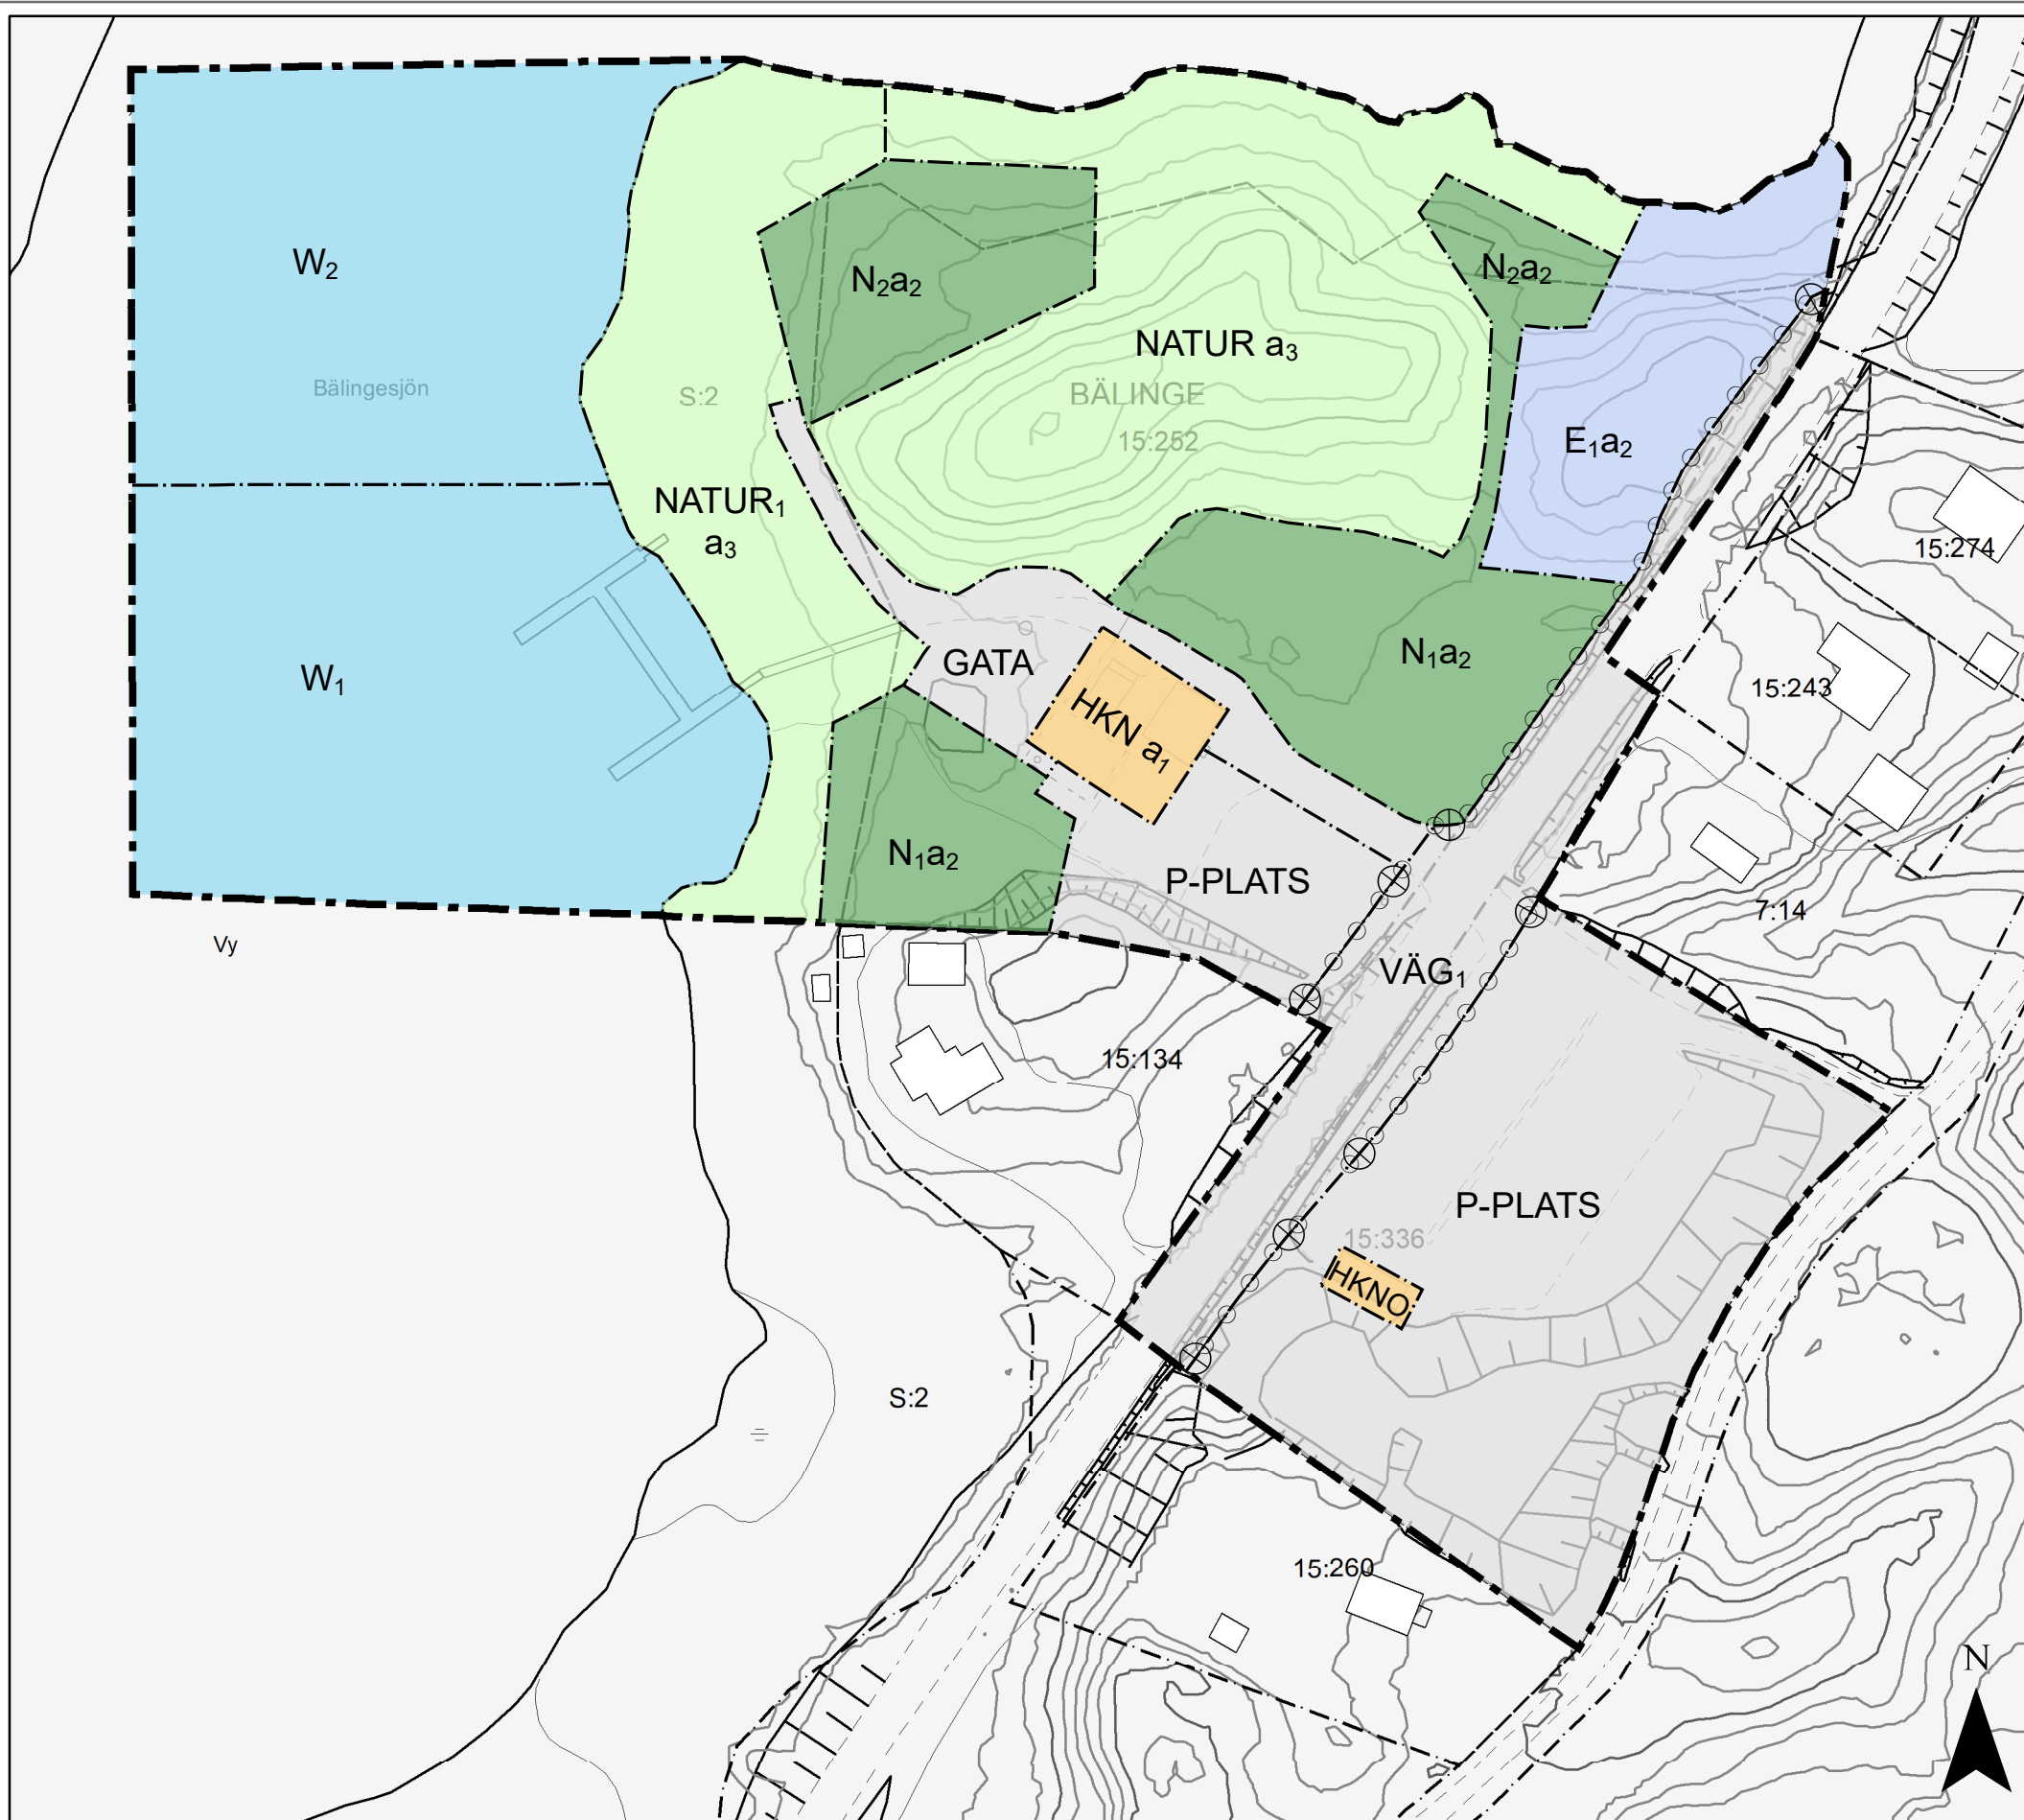 W₂
N₂a₂
N₂a₂
NATUR a₃
Bälingesjön
S:2
BÄLINGE
15:252
E₁a₂
NATUR₁
a₃
15:274
W₁
GATA
N₁a₂
15:243
HKN a₁
N₁a₂
P-PLATS
7:14
Vy
VÄG₁
15:134
P-PLATS
15:336
HKNO
S:2
15:260
N